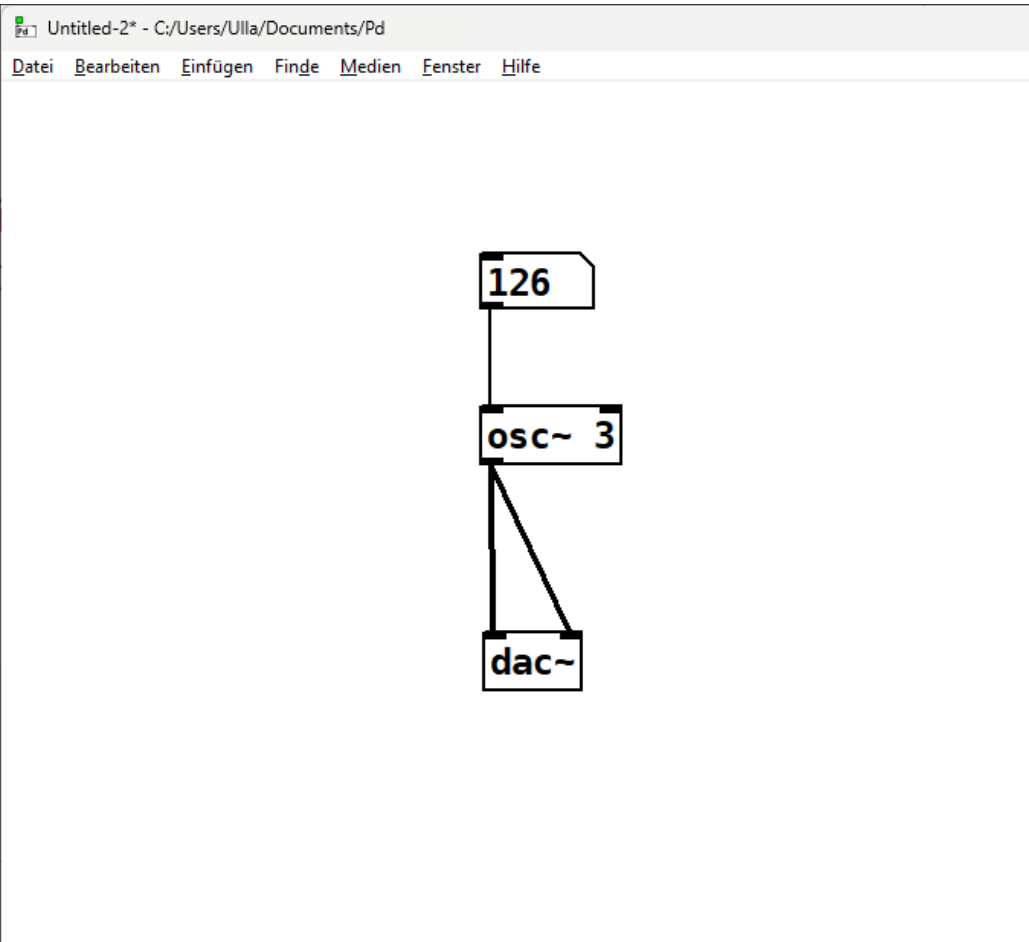 Untitled-2* - C:/Users/Ulla/Documents/Pd
Datei Bearbeiten Einfügen Finde Medien Fenster Hilfe
126
osc~ 3
dac~